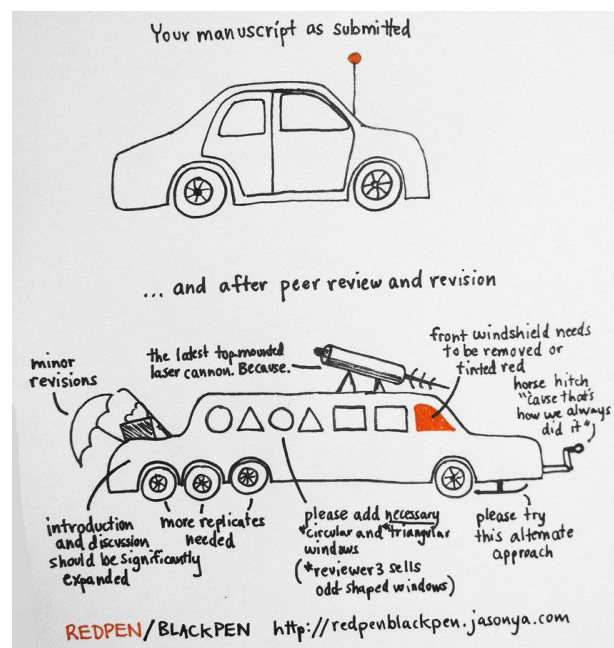 Your manuscript as submitted
... and after peer review and revision
minor
revisions
the latest top mounted
laser cannon. Because.
front windshield needs
to be removed or
tinted red
horse hitch
"'cause that's
how we always
did it"
introduction
and discussion
should be significantly
expanded
more replicates
needed
please add necessary
*circular and *triangular
windows
(*reviewer 3 sells
odd shaped windows)
please try
this alternate
approach
REDPEN/BLACKPEN http://redpenblackpen.jasonya.com